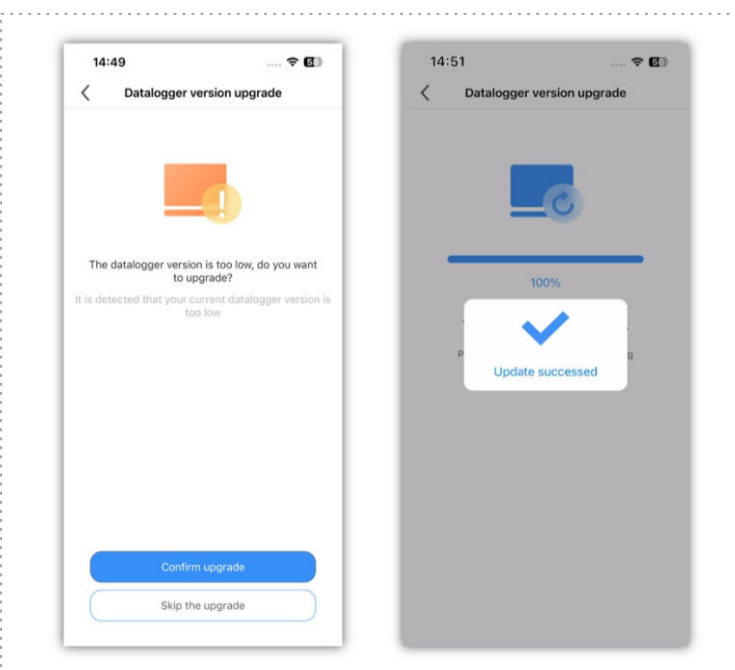 14:49
Datalogger version upgrade
The datalogger version is too low, do you want
to upgrade?
It is detected that your current datalogger version is
too low
Confirm upgrade
Skip the upgrade
14:51
Datalogger version upgrade
100%
Update successed